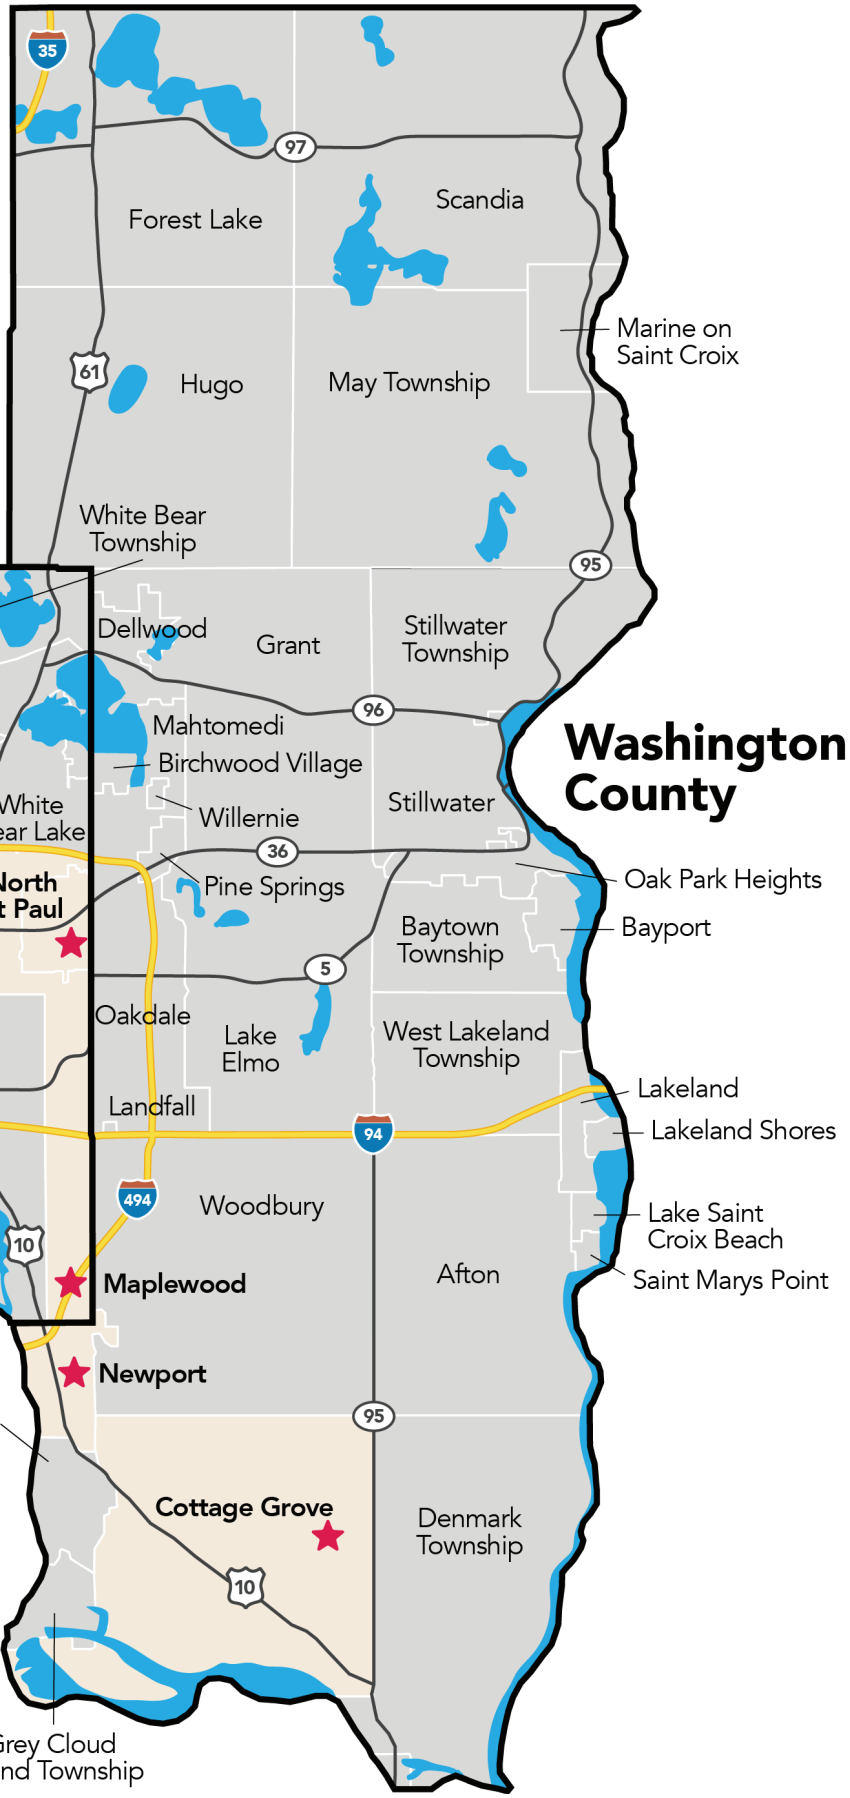 35
97
Scandia
Forest Lake
Marine on
Saint Croix
61
Hugo
May Township
White Bear
Township
95
Dellwood
Grant
Stillwater
Township
96
Mahtomedi
Washington
County
Birchwood Village
White
ear Lake
Willernie
Stillwater
36
North
t Paul
Pine Springs
Oak Park Heights
Baytown
Township
Bayport
5
Oakdale
Lake
Elmo
West Lakeland
Township
Lakeland
Landfall
94
Lakeland Shores
494
Woodbury
Lake Saint
Croix Beach
10
Maplewood
Afton
Saint Marys Point
Newport
95
Cottage Grove
Denmark
Township
10
Grey Cloud
nd Township